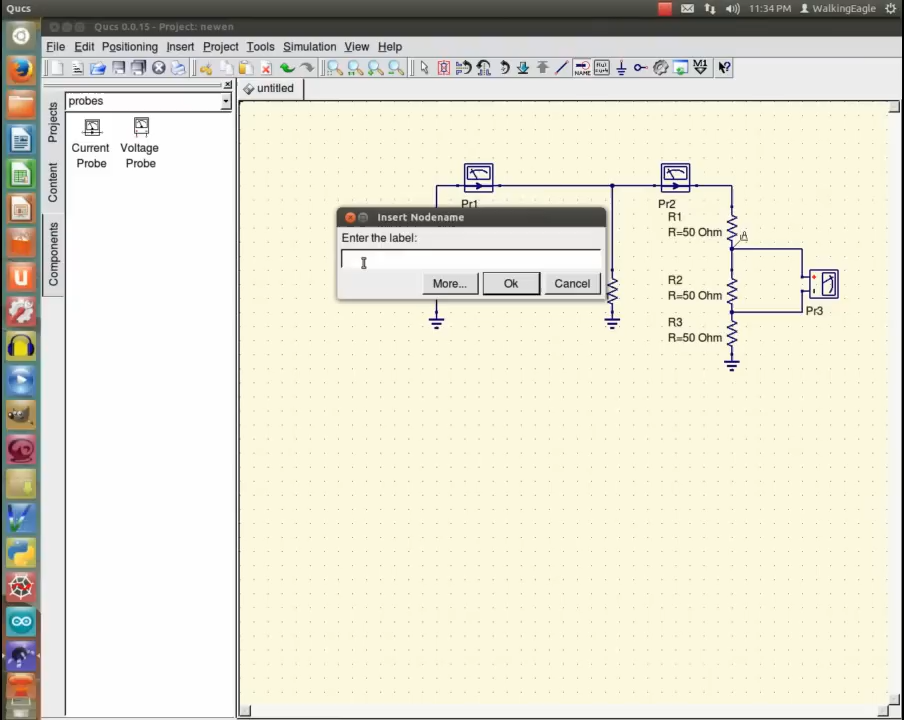 Qucs
11:34 PM
WalkingEagle
Qucs 0.0.15 - Project: newen
File Edit Positioning Insert Project Tools Simulation View Help
NAME
M1
untitled
Projects
Content
Components
probes
Current Probe
Voltage Probe
Pr1
Pr2
R1
R=50 Ohm
Insert Nodename
Enter the label:
More...
Ok
Cancel
R2
R=50 Ohm
Pr3
R3
R=50 Ohm